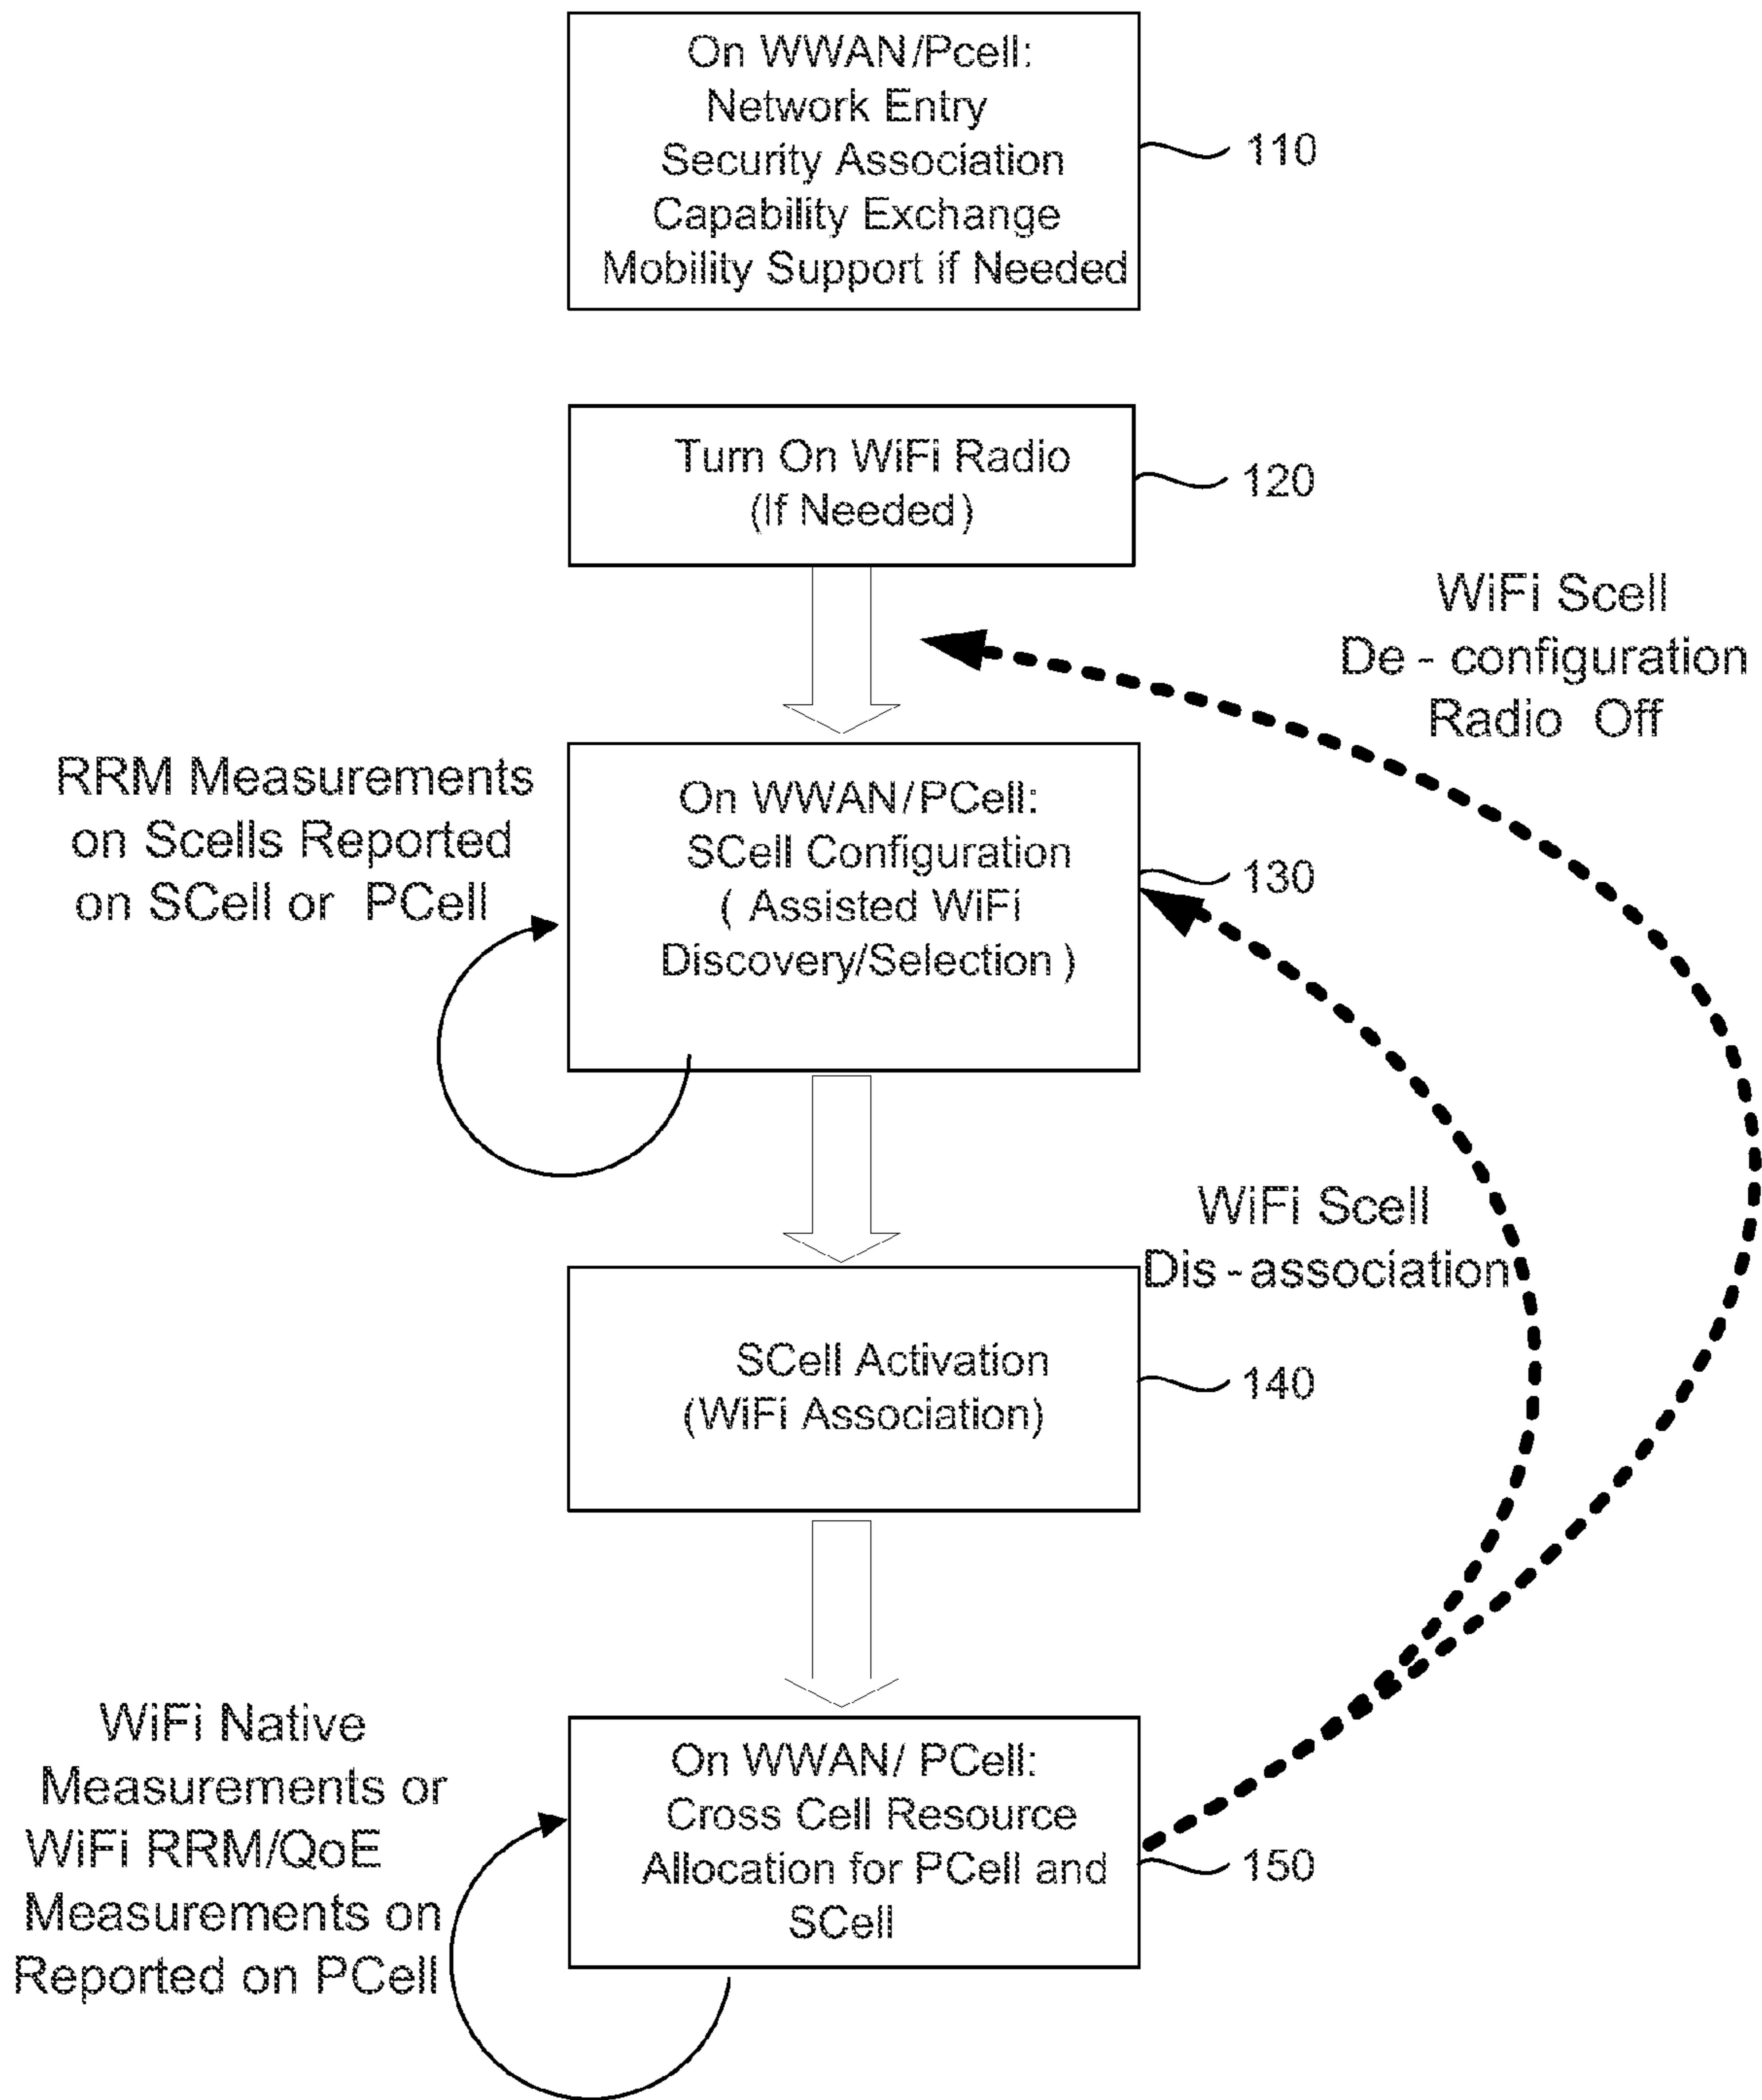 On WWAN/Pcell:
Network Entry
Security Association
Capability Exchange
Mobility Support if Needed
110
Turn On WiFi Radio
(If Needed)
120
WiFi Scell
De - configuration
Radio Off
RRM Measurements
on Scells Reported
on SCell or PCell
On WWAN/PCell:
SCell Configuration
( Assisted WiFi
Discovery/Selection )
130
WiFi Scell
Dis - association
SCell Activation
(WiFi Association)
140
WiFi Native
Measurements or
WiFi RRM/QoE
Measurements on
Reported on PCell
On WWAN/ PCell:
Cross Cell Resource
Allocation for PCell and
SCell
150